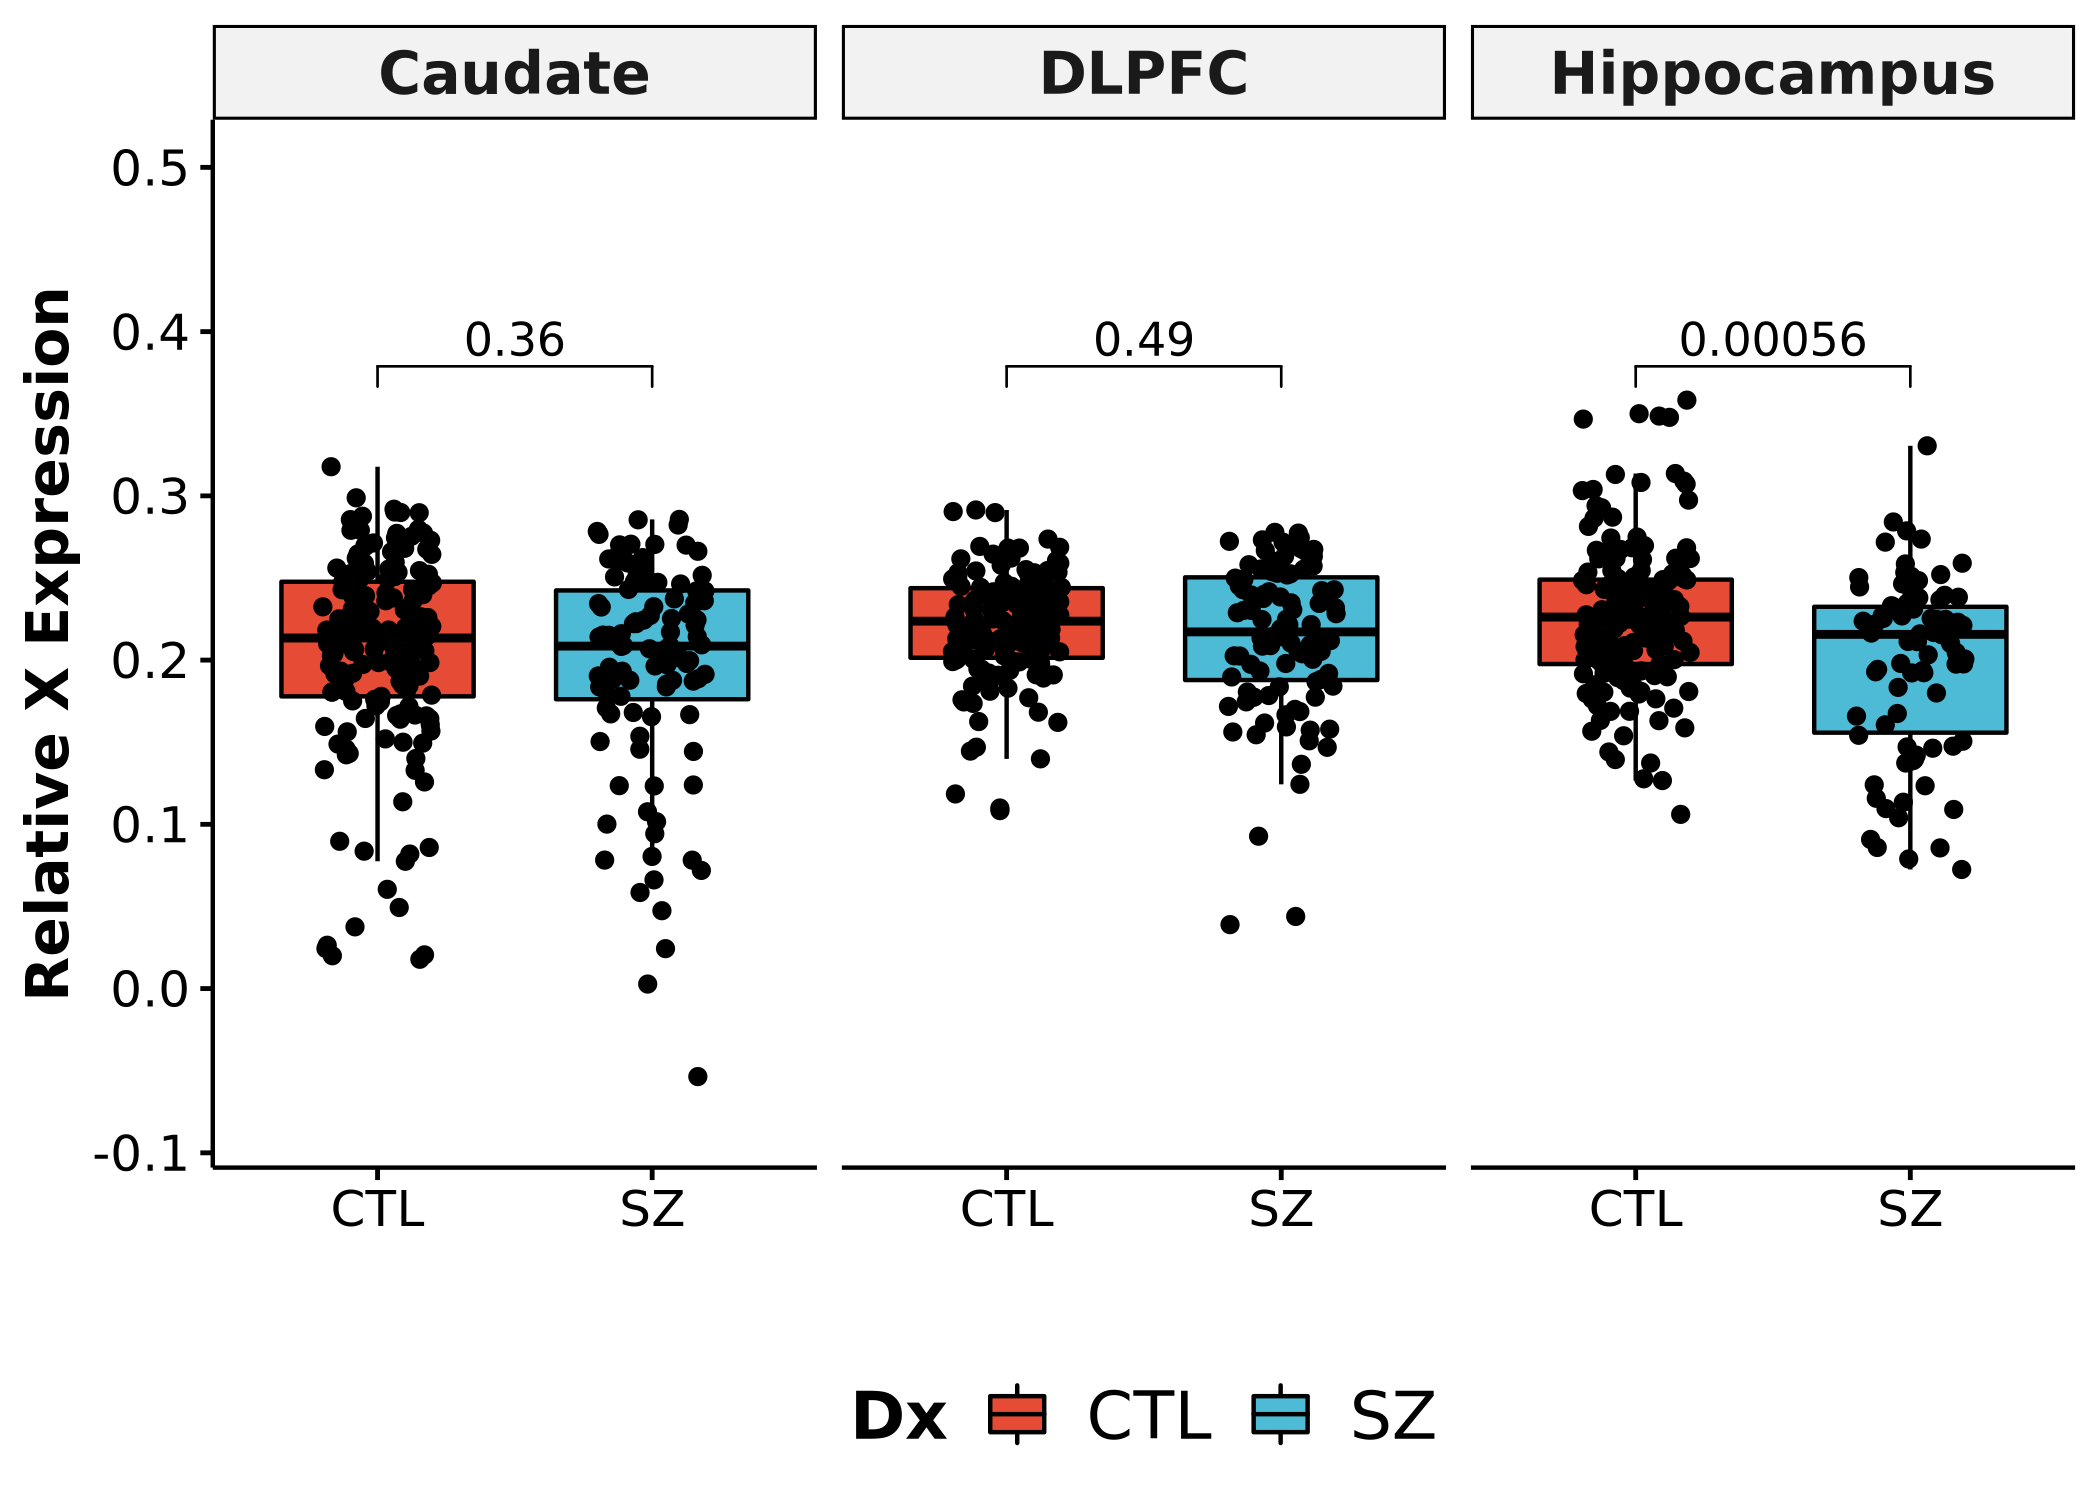 Caudate DLPFC Hippocampus
Relative X Expression
0.5
0.4
0.3
0.2
0.1
0.0
-0.1
0.36 0.49 0.00056
CTL SZ CTL SZ CTL SZ
Dx CTL SZ